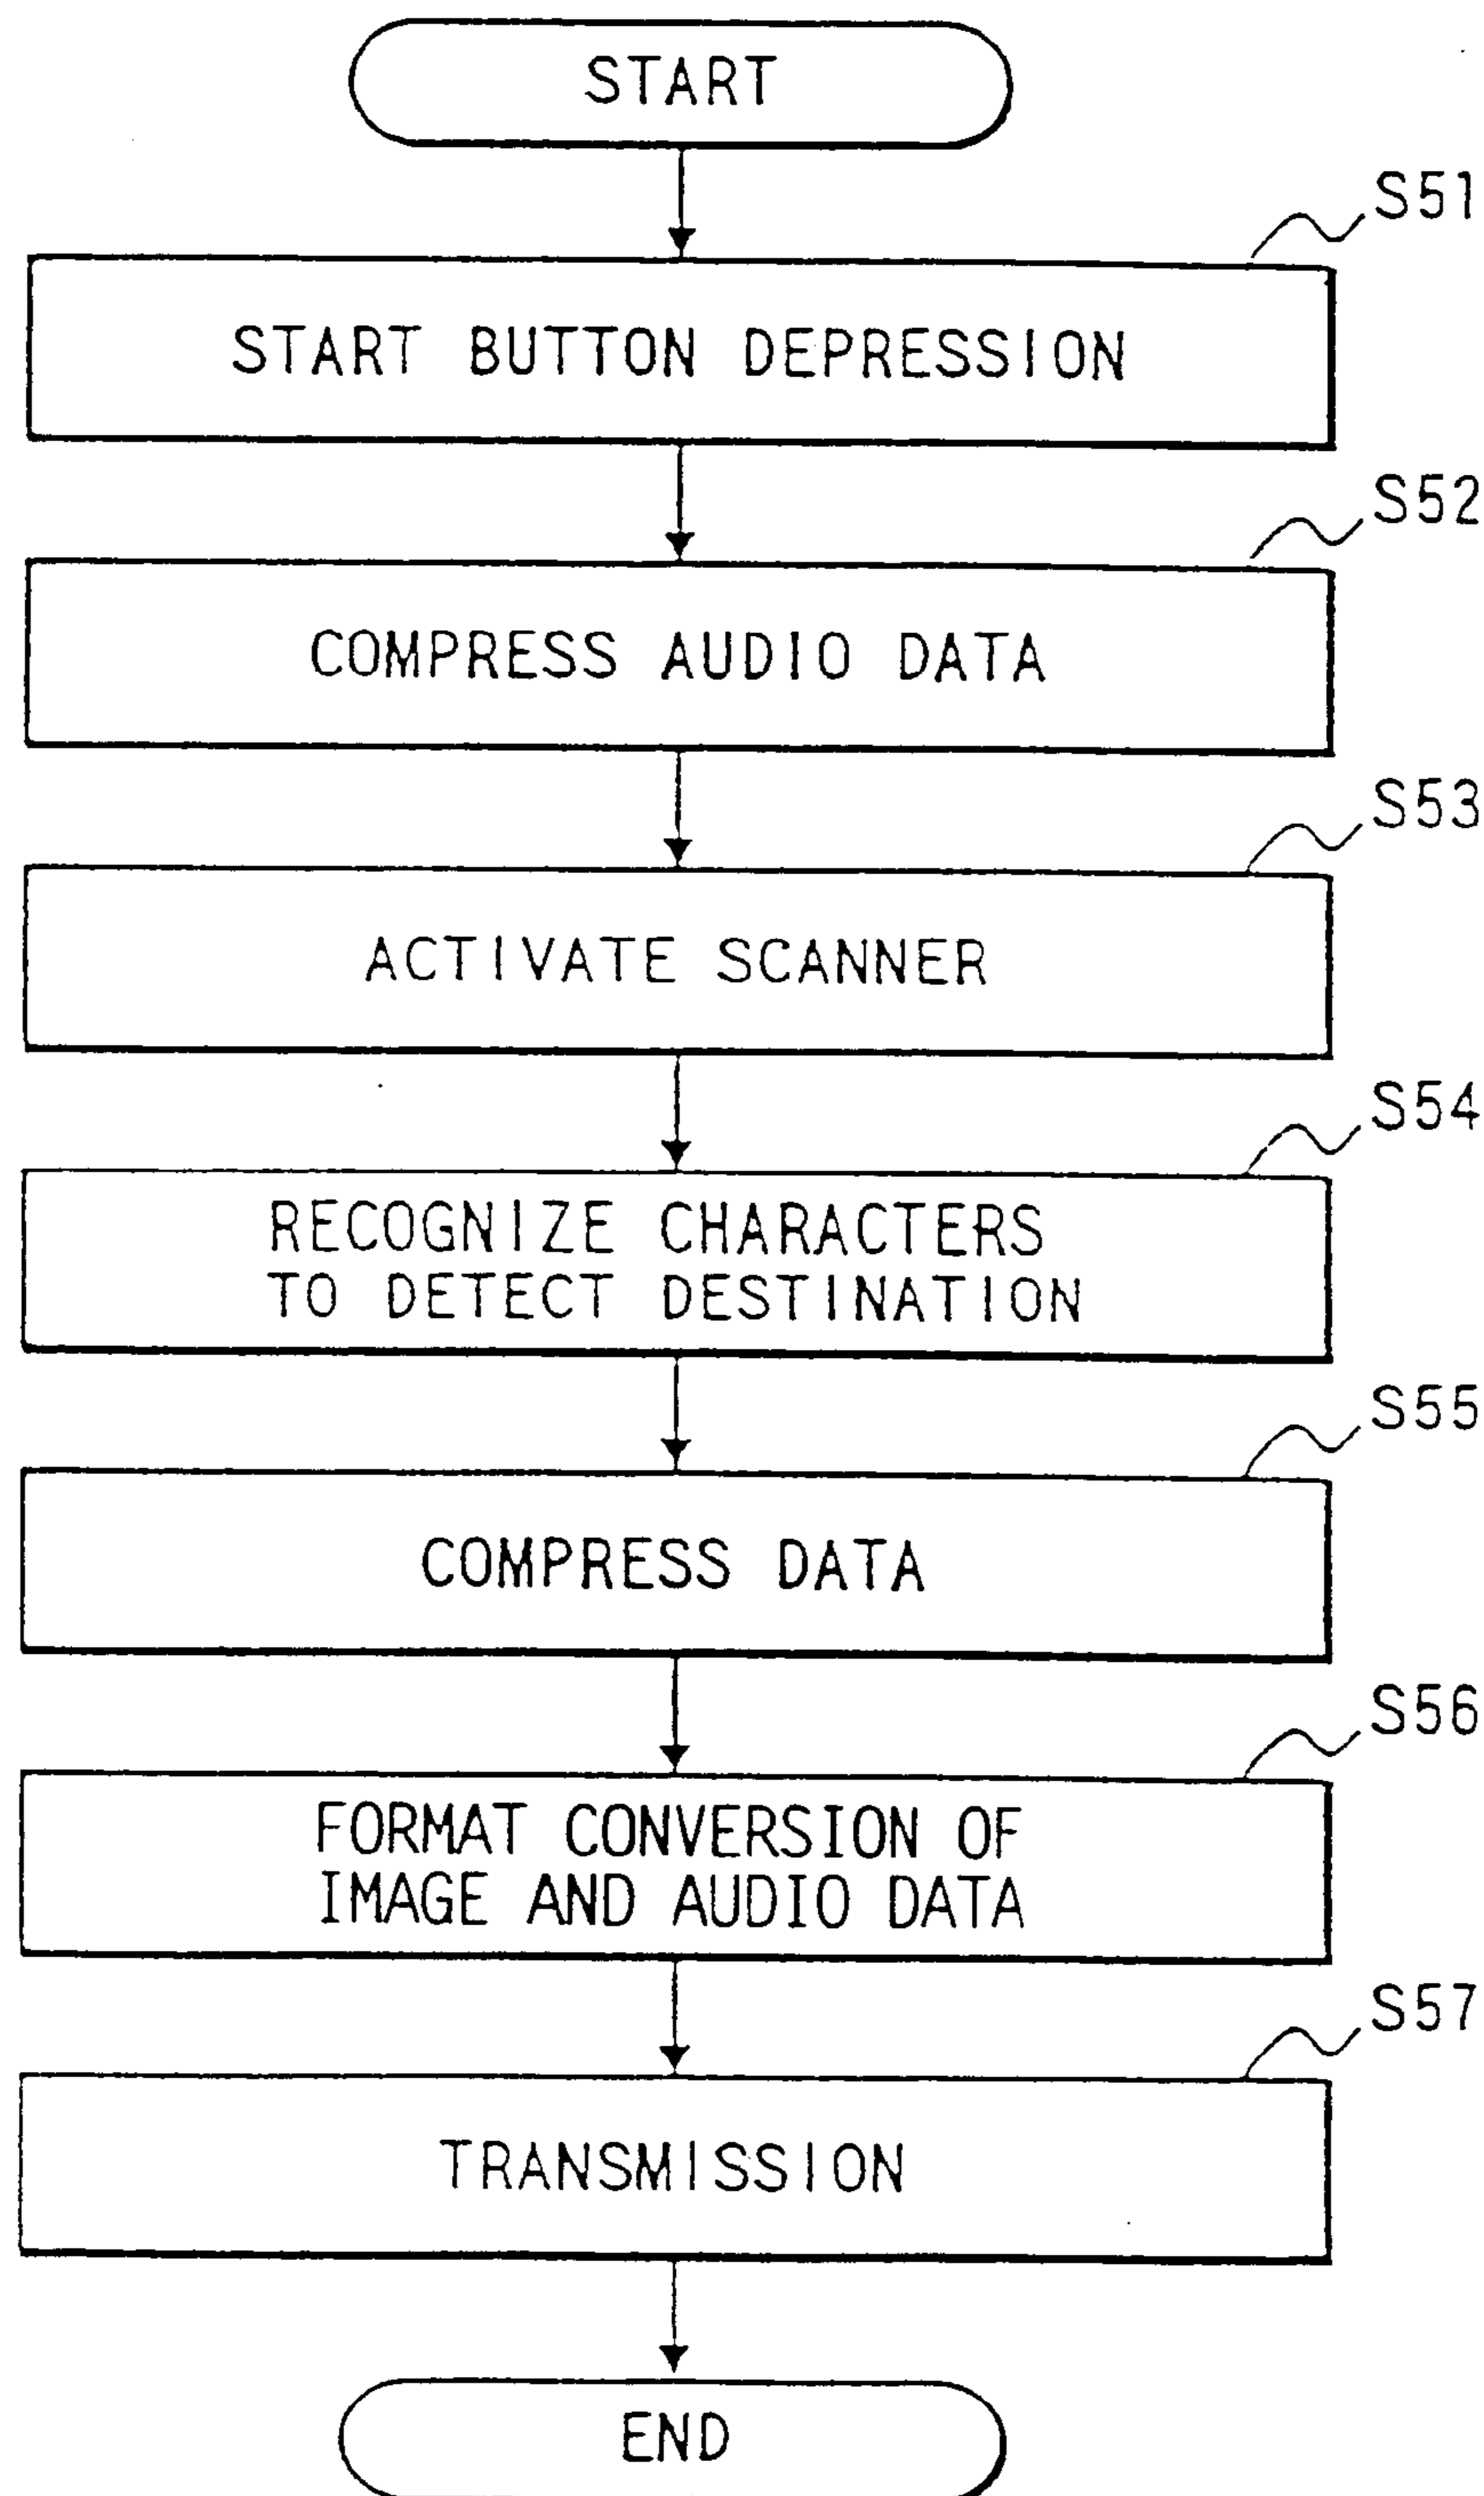 START
S51
START BUTTON DEPRESSION
S52
COMPRESS AUDIO DATA
S53
ACTIVATE SCANNER
S54
RECOGNIZE CHARACTERS
TO DETECT DESTINATION
S55
COMPRESS DATA
S56
FORMAT CONVERSION OF
IMAGE AND AUDIO DATA
S57
TRANSMISSION
END